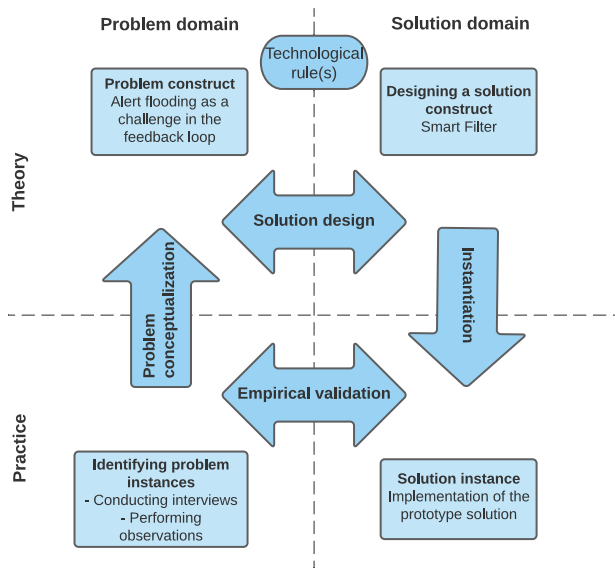 Problem domain
Solution domain
Technological
rule(s)
Problem construct
Alert flooding as a
challenge in the
feedback loop
Designing a solution
construct
Smart Filter
Theory
Solution design
Problem
conceptualization
Instantiation
Empirical validation
Practice
Identifying problem
instances
- Conducting interviews
- Performing
observations
Solution instance
Implementation of the
prototype solution